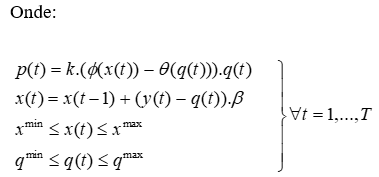 Onde:
p(t) = k.(ϕ(x(t)) − θ(q(t))).q(t)
x(t) = x(t−1) + (y(t) − q(t)).β
x^min ≤ x(t) ≤ x^max
q^min ≤ q(t) ≤ q^max
∀t = 1,...,T